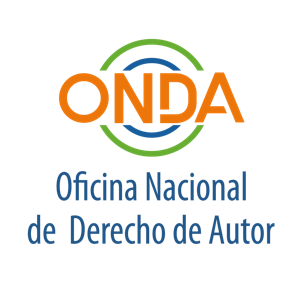 ONDA
Oficina Nacional
de Derecho de Autor